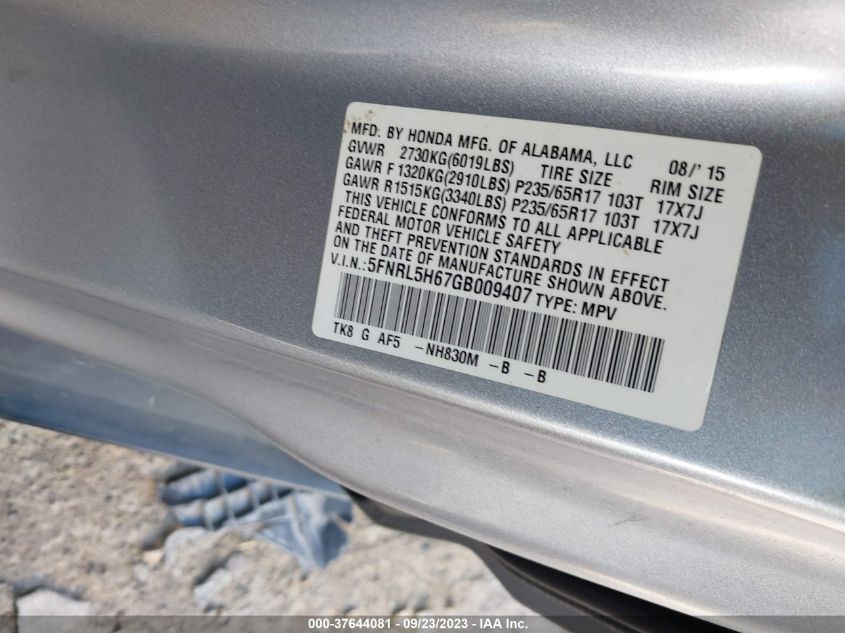 MFD. BY HONDA MFG. OF ALABAMA, LLC 08/'15
GVWR 2730KG(6019LBS) TIRE SIZE RIM SIZE
GAWR F 1320KG(2910LBS) P235/65R17 103T 17X7J
GAWR R1515KG(3340LBS) P235/65R17 103T 17X7J
THIS VEHICLE CONFORMS TO ALL APPLICABLE
FEDERAL MOTOR VEHICLE SAFETY
AND THEFT PREVENTION STANDARDS IN EFFECT
ON THE DATE OF MANUFACTURE SHOWN ABOVE.
V.I.N.:5FNRL5H67GB009407 TYPE: MPV
TK8 G AF5 -NH830M -B -B
000-37644081 - 09/23/2023 - IAA Inc.